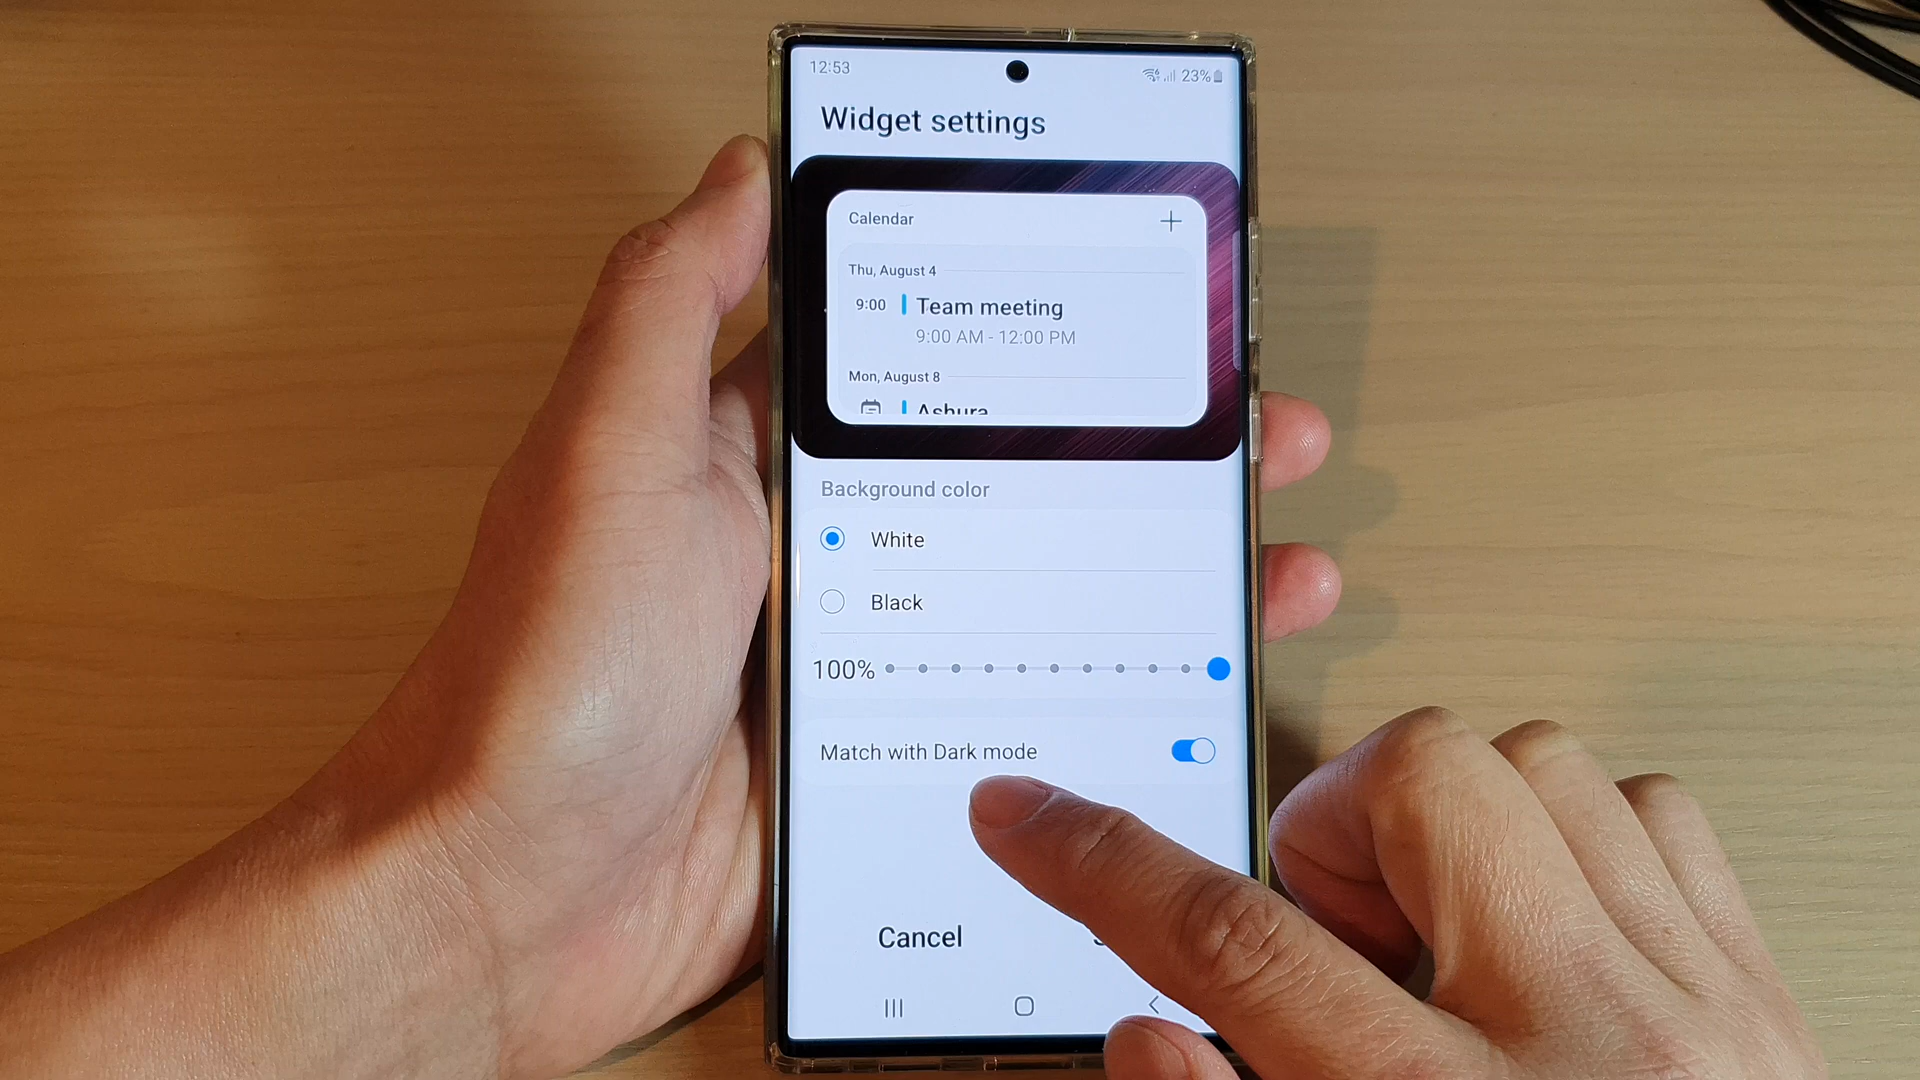 12:53
23%
Widget settings
Calendar
Thu, August 4
9:00 Team meeting
9:00 AM - 12:00 PM
Mon, August 8
Ashura
Background color
White
Black
100%
Match with Dark mode
Cancel